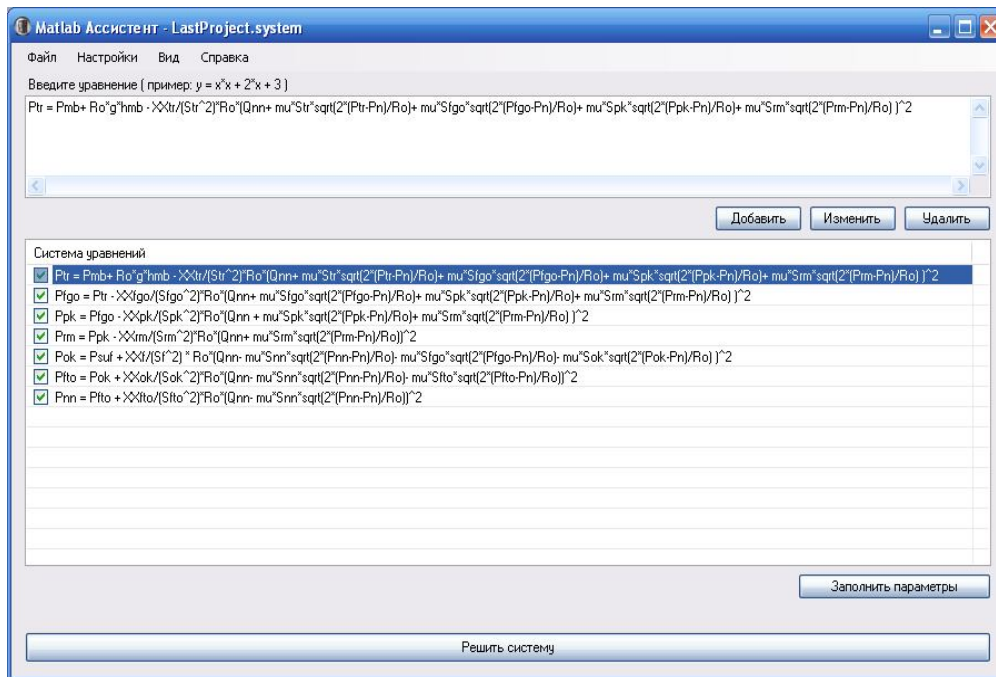 Matlab Ассистент - LastProject.system
Файл Настройки Вид Справка
Введите уравнение ( пример: y = x*x + 2*x + 3 )
Ptr = Pmb+ Ro*g*hmb - XXtr/(Str^2)*Ro*(Qnn+ mu*Str*sqrt(2*(Ptr-Pn)/Ro)+ mu*Sfgo*sqrt(2*(Pfgo-Pn)/Ro)+ mu*Spk*sqrt(2*(Ppk-Pn)/Ro)+ mu*Srm*sqrt(2*(Prm-Pn)/Ro) )^2
Добавить Изменить Удалить
Система уравнений
Ptr = Pmb+ Ro*g*hmb - XXtr/(Str^2)*Ro*(Qnn+ mu*Str*sqrt(2*(Ptr-Pn)/Ro)+ mu*Sfgo*sqrt(2*(Pfgo-Pn)/Ro)+ mu*Spk*sqrt(2*(Ppk-Pn)/Ro)+ mu*Srm*sqrt(2*(Prm-Pn)/Ro) )^2
Pfgo = Ptr - XXfgo/(Sfgo^2)*Ro*(Qnn+ mu*Sfgo*sqrt(2*(Pfgo-Pn)/Ro)+ mu*Spk*sqrt(2*(Ppk-Pn)/Ro)+ mu*Srm*sqrt(2*(Prm-Pn)/Ro) )^2
Ppk = Pfgo - XXpk/(Spk^2)*Ro*(Qnn + mu*Spk*sqrt(2*(Ppk-Pn)/Ro)+ mu*Srm*sqrt(2*(Prm-Pn)/Ro) )^2
Prm = Ppk - XXrm/(Srm^2)*Ro*(Qnn+ mu*Srm*sqrt(2*(Prm-Pn)/Ro))^2
Pok = Psuf + XXf/(Sf^2) * Ro*(Qnn- mu*Snn*sqrt(2*(Pnn-Pn)/Ro)- mu*Sfgo*sqrt(2*(Pfgo-Pn)/Ro)- mu*Sok*sqrt(2*(Pok-Pn)/Ro) )^2
Pfto = Pok + XXok/(Sok^2)*Ro*(Qnn- mu*Snn*sqrt(2*(Pnn-Pn)/Ro)- mu*Sfto*sqrt(2*(Pfto-Pn)/Ro))^2
Pnn = Pfto + XXfto/(Sfto^2)*Ro*(Qnn- mu*Snn*sqrt(2*(Pnn-Pn)/Ro))^2
Заполнить параметры
Решить систему